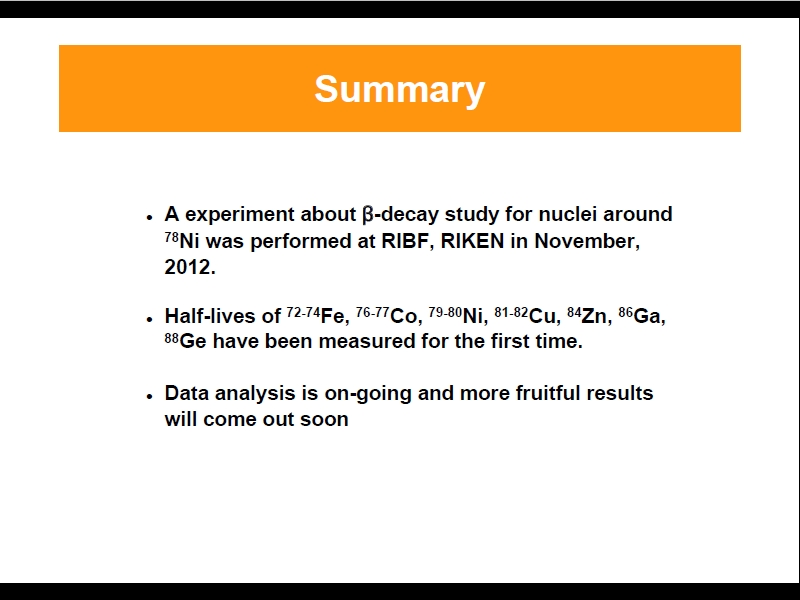 Summary
• A experiment about β-decay study for nuclei around
⁷⁸Ni was performed at RIBF, RIKEN in November,
2012.
• Half-lives of ⁷²⁻⁷⁴Fe, ⁷⁶⁻⁷⁷Co, ⁷⁹⁻⁸⁰Ni, ⁸¹⁻⁸²Cu, ⁸⁴Zn, ⁸⁶Ga,
⁸⁸Ge have been measured for the first time.
• Data analysis is on-going and more fruitful results
will come out soon